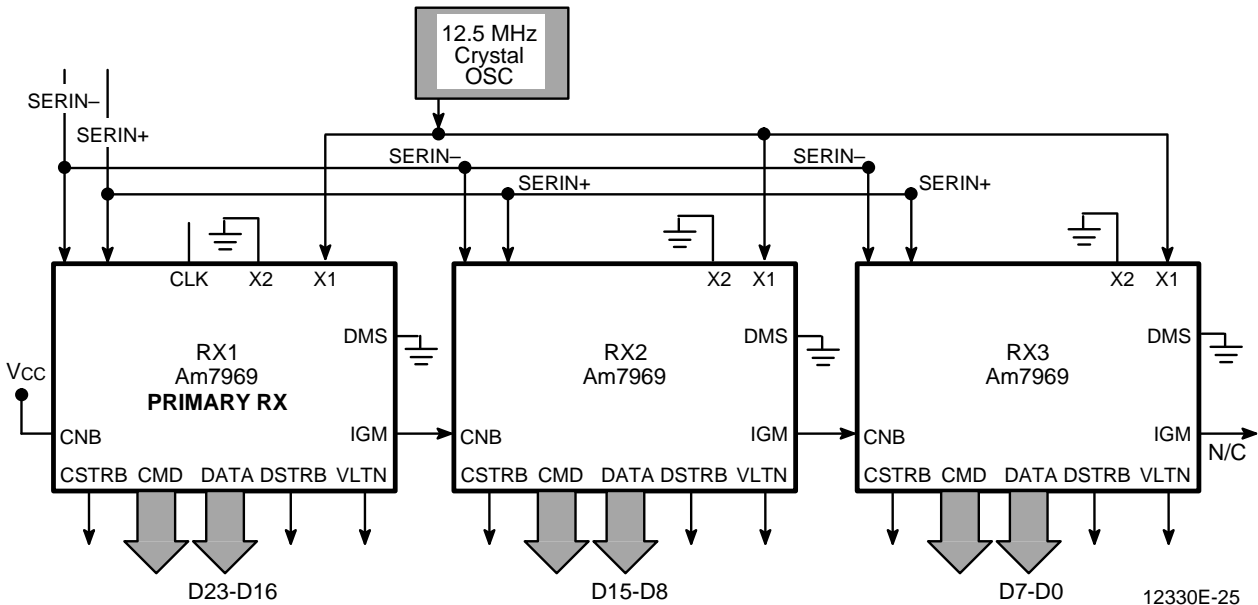 12.5 MHz
Crystal
OSC
SERIN–
SERIN+
SERIN–
SERIN+
SERIN–
SERIN+
CLK X2 X1
DMS
RX1
Am7969
PRIMARY RX
VCC
CNB
IGM
CSTRB CMD DATA DSTRB VLTN
D23-D16
X2 X1
DMS
RX2
Am7969
CNB
IGM
CSTRB CMD DATA DSTRB VLTN
D15-D8
X2 X1
DMS
RX3
Am7969
CNB
IGM
N/C
CSTRB CMD DATA DSTRB VLTN
D7-D0
12330E-25